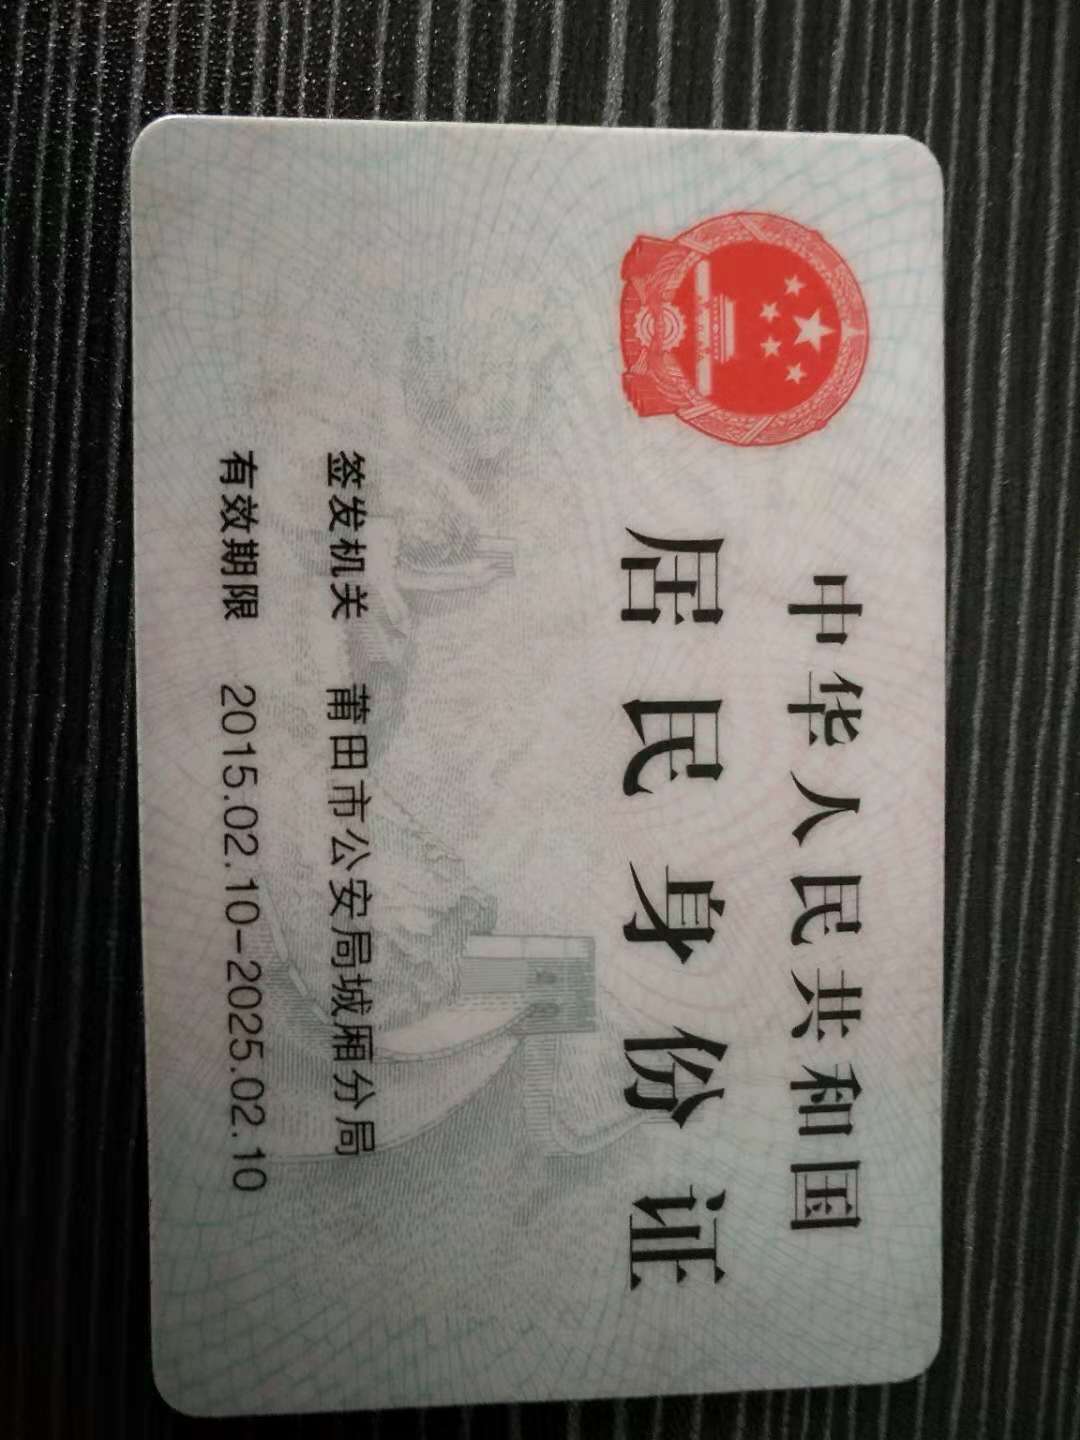 中华人民共和国
居民身份证
签发机关 莆田市公安局城厢分局
有效期限 2015.02.10-2025.02.10